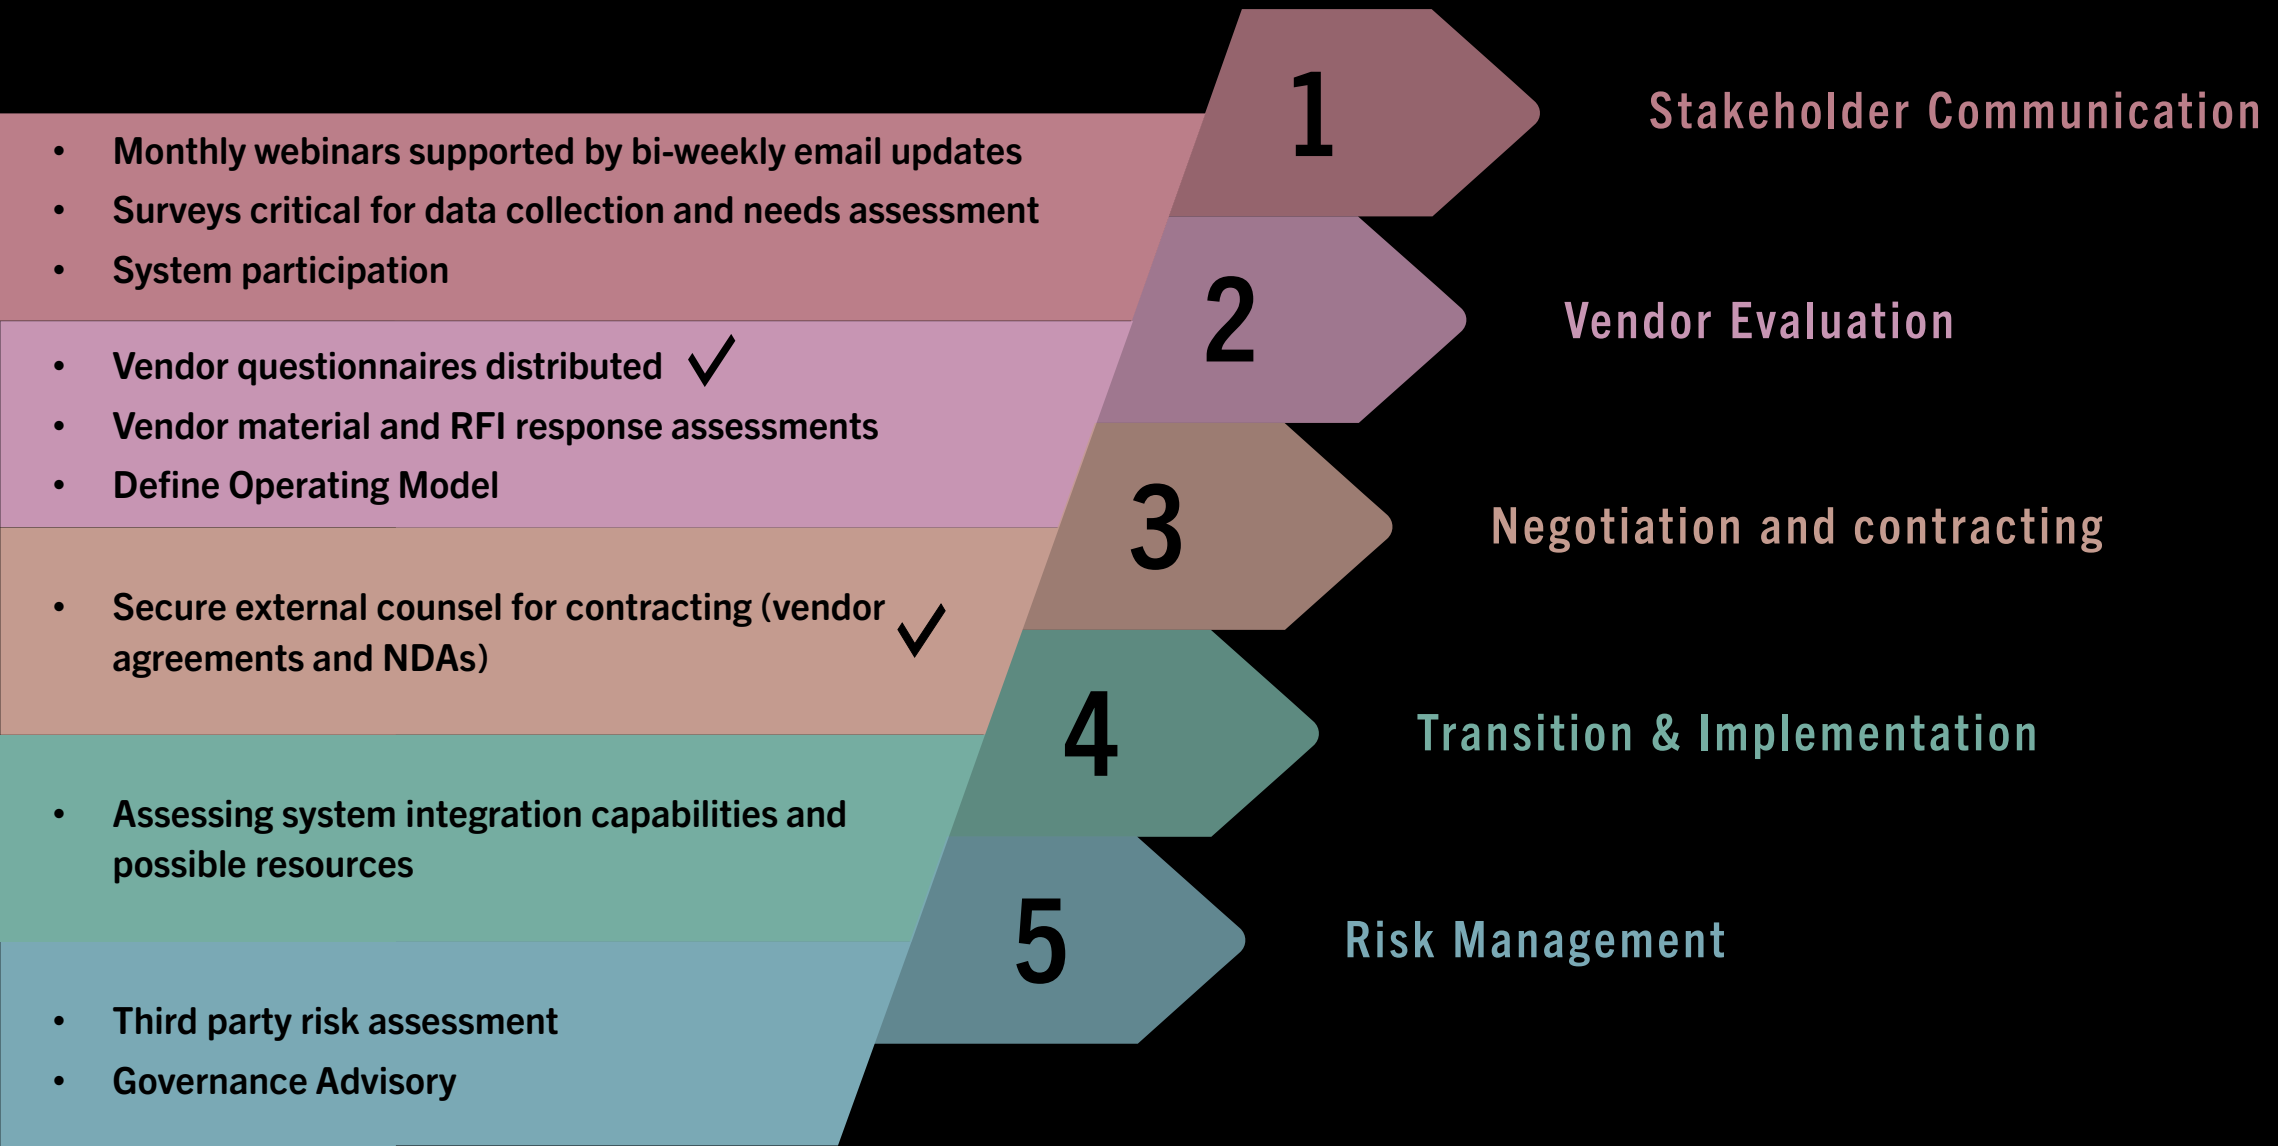 1
Stakeholder Communication
• Monthly webinars supported by bi-weekly email updates
• Surveys critical for data collection and needs assessment
• System participation
2
Vendor Evaluation
• Vendor questionnaires distributed ✓
• Vendor material and RFI response assessments
• Define Operating Model
3
Negotiation and contracting
• Secure external counsel for contracting (vendor
agreements and NDAs) ✓
4
Transition & Implementation
• Assessing system integration capabilities and
possible resources
5
Risk Management
• Third party risk assessment
• Governance Advisory